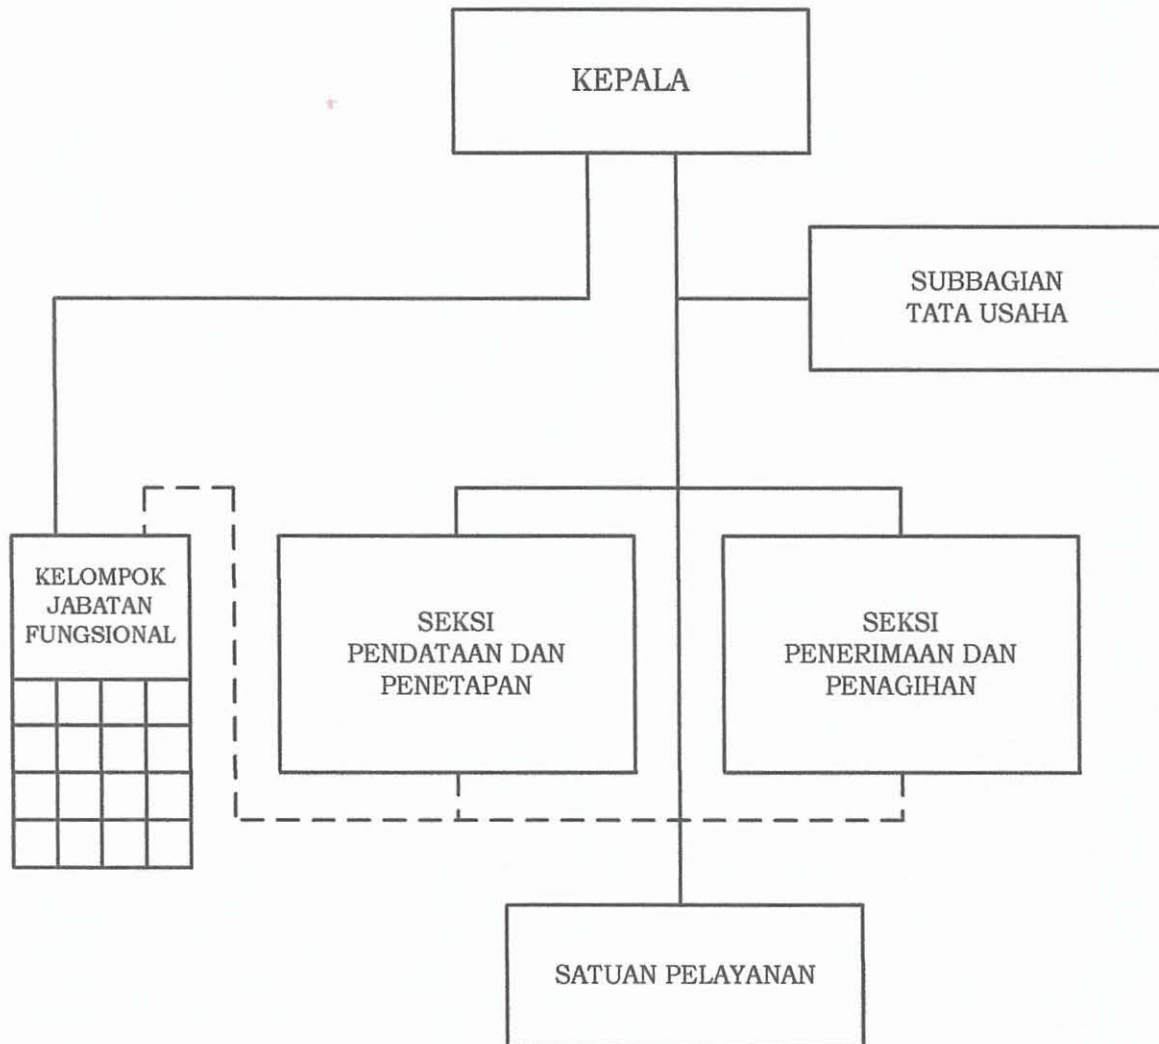 KEPALA
SUBBAGIAN
TATA USAHA
KELOMPOK
JABATAN
FUNGSIONAL
SEKSI
PENDATAAN DAN
PENETAPAN
SEKSI
PENERIMAAN DAN
PENAGIHAN
SATUAN PELAYANAN